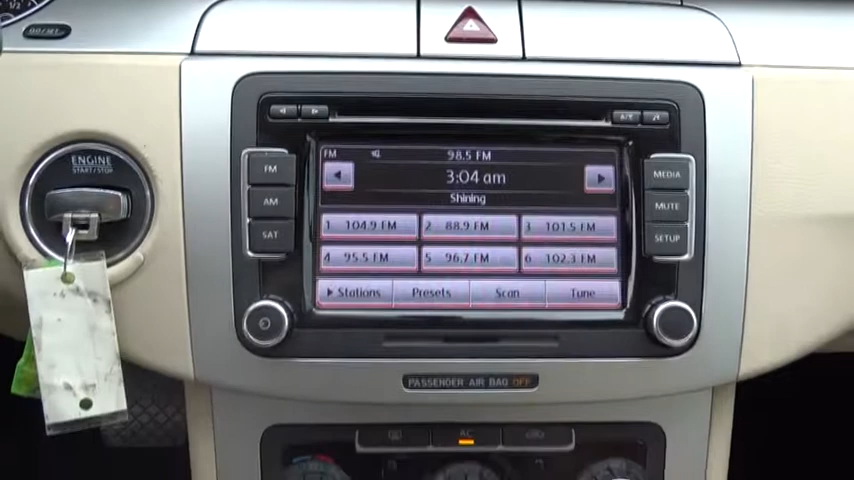 1/2
ENGINE
START/STOP
FM
AM
SAT
MEDIA
MUTE
SETUP
FM 98.5 FM
3:04 am
Shining
1 104.9 FM 2 88.9 FM 3 101.5 FM
4 95.5 FM 5 96.7 FM 6 102.3 FM
Stations Presets Scan Tune
PASSENGER AIR BAG OFF
AC